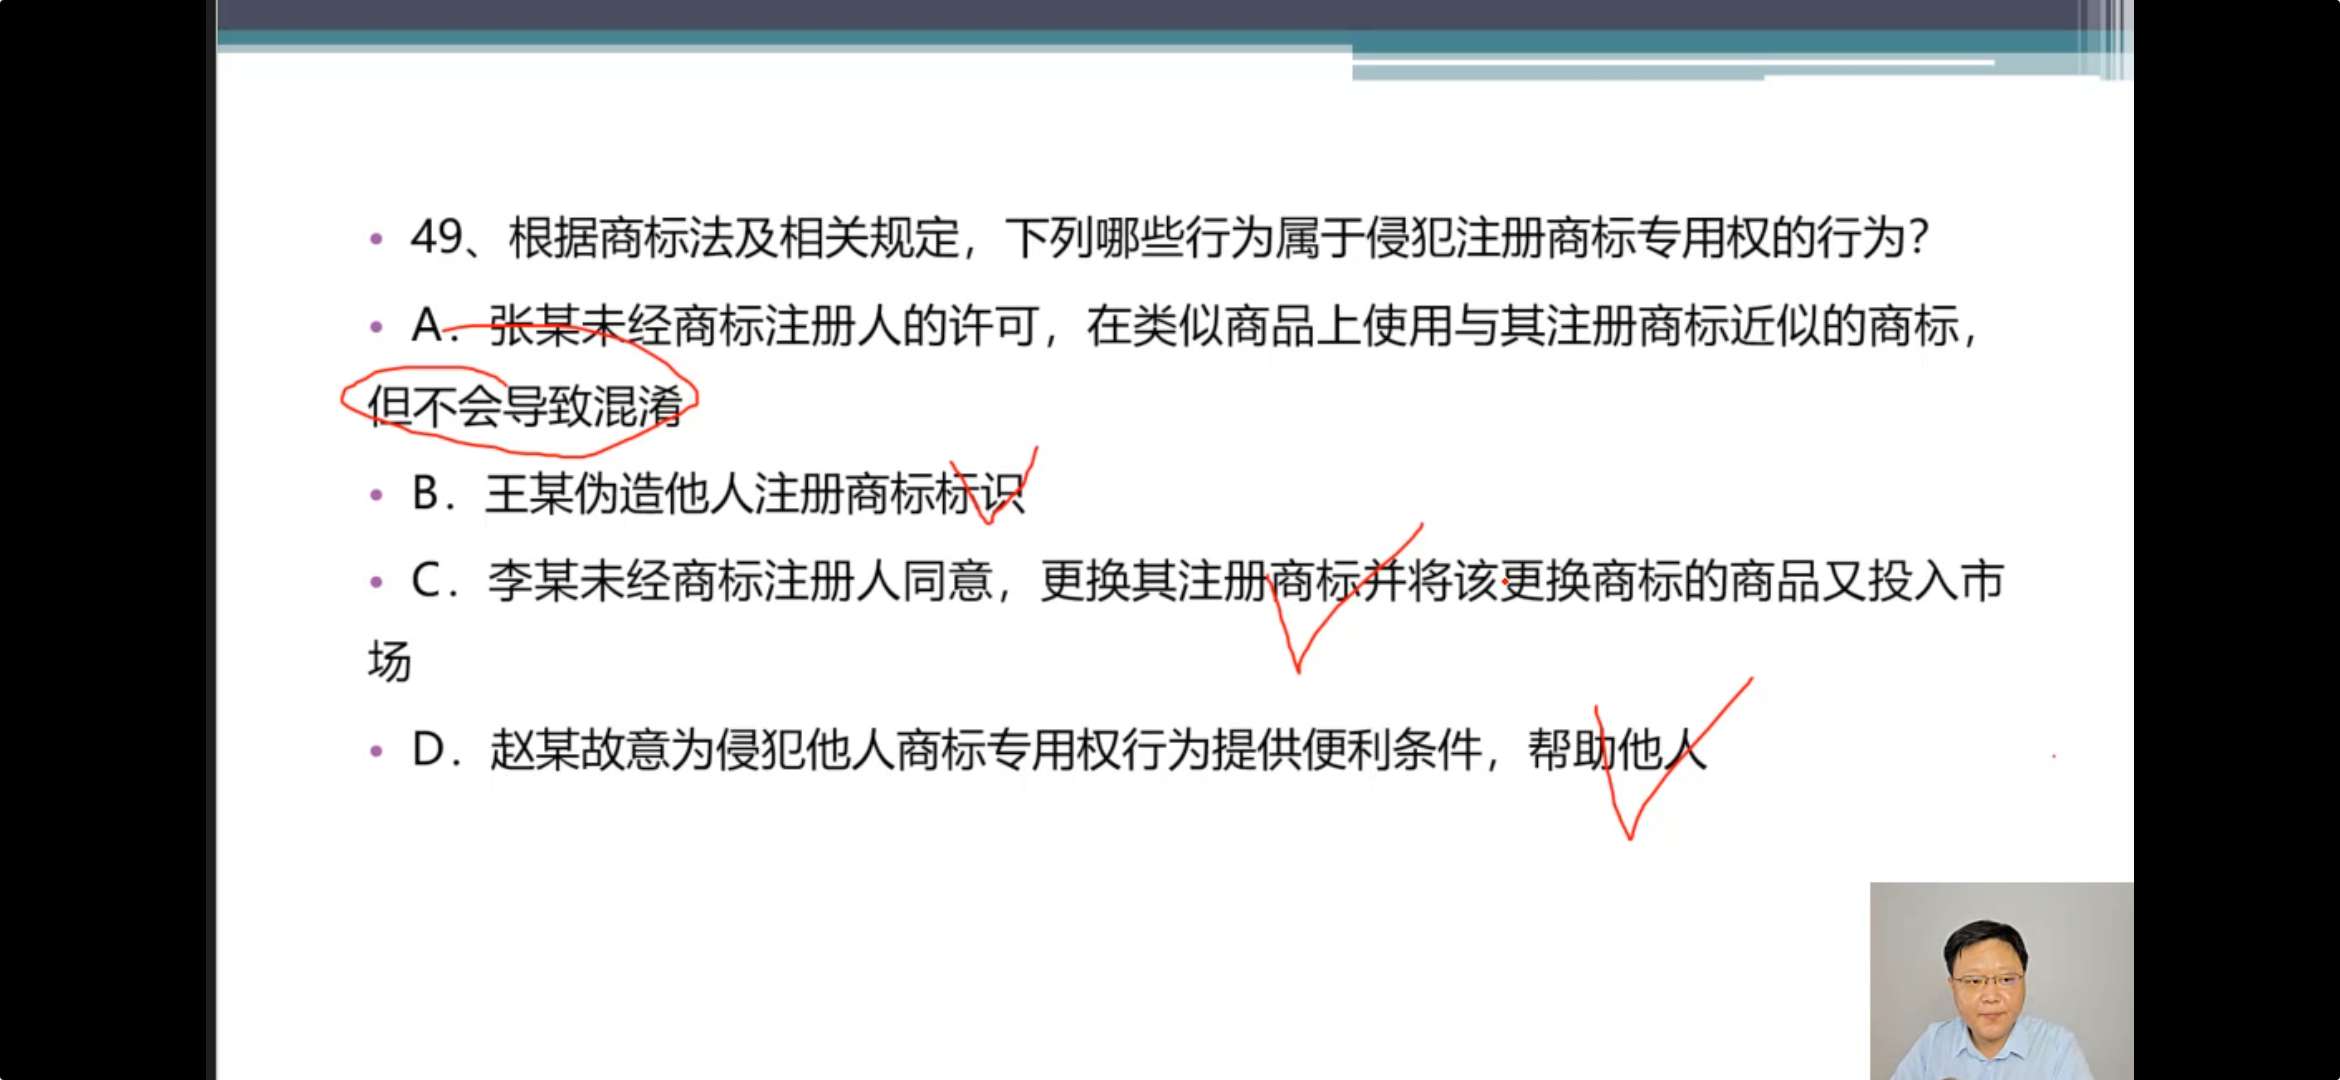 49、根据商标法及相关规定，下列哪些行为属于侵犯注册商标专用权的行为？
A．张某未经商标注册人的许可，在类似商品上使用与其注册商标近似的商标，
但不会导致混淆
B．王某伪造他人注册商标标识
C．李某未经商标注册人同意，更换其注册商标并将该更换商标的商品又投入市
场
D．赵某故意为侵犯他人商标专用权行为提供便利条件，帮助他人